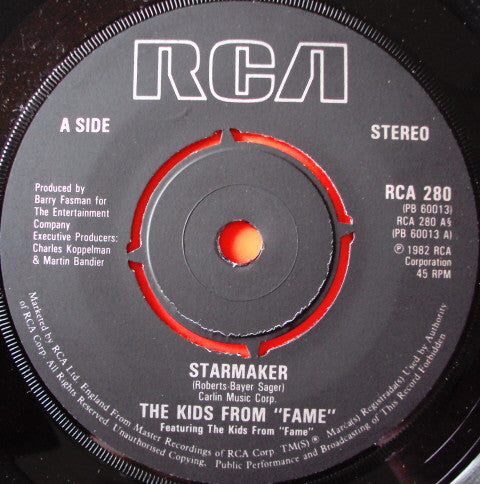 RCA
A SIDE
STEREO
Produced by
Barry Fasman for
The Entertainment
Company
Executive Producers:
Charles Koppelman
& Martin Bandier
RCA 280
(PB 60013)
RCA 280 A§
(PB 60013 A)
℗ 1982 RCA
Corporation
45 RPM
STARMAKER
(Roberts-Bayer Sager)
Carlin Music Corp.
THE KIDS FROM "FAME"
Featuring The Kids From "Fame"
Marketed by RCA Ltd. England From Master Recordings of RCA Corp TM(S)® Marca(s) Registrada(s) Used by Authority
of RCA Corp. All Rights Reserved. Unauthorised Copying, Public Performance and Broadcasting of This Record Forbidden